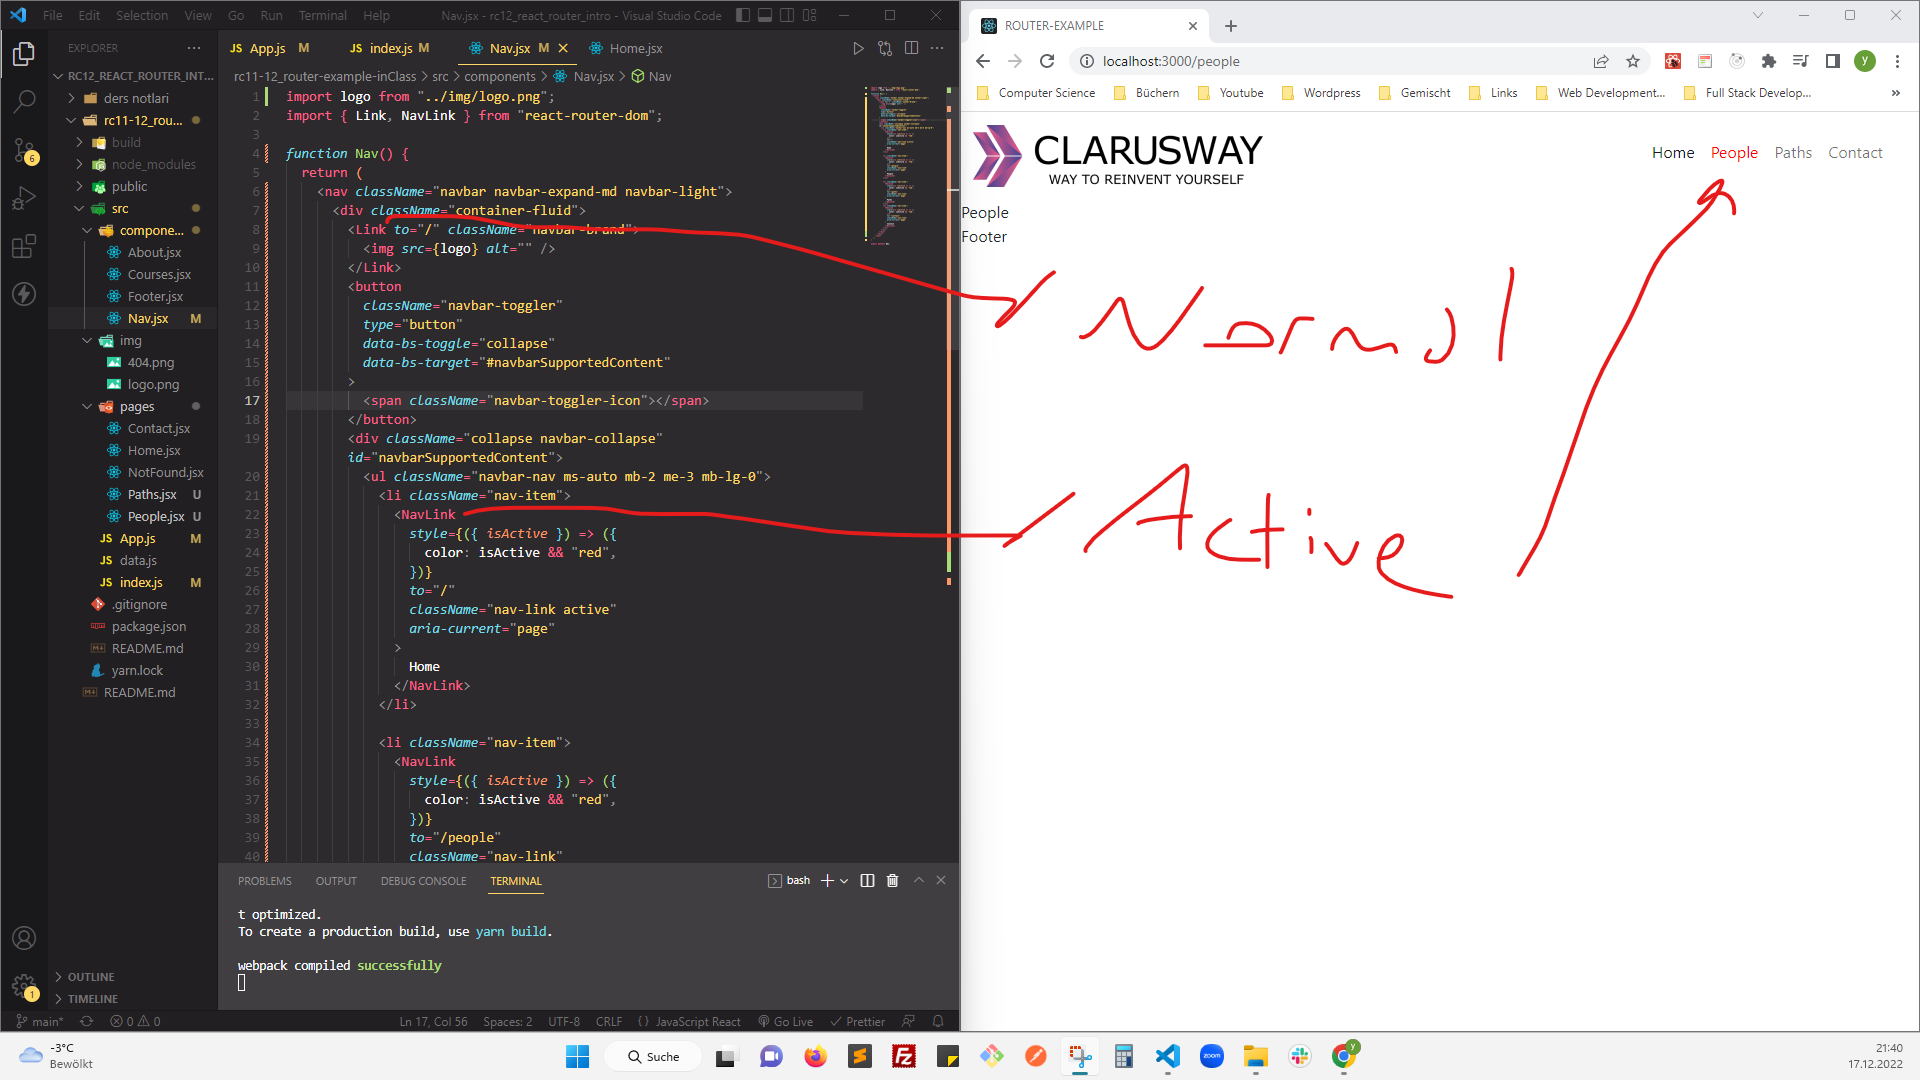 File Edit Selection View Go Run Terminal Help
Nav.jsx - rc12_react_router_intro - Visual Studio Code
EXPLORER
RC12_REACT_ROUTER_INT...
ders notlari
rc11-12_rou...
build
node_modules
public
src
compone...
About.jsx
Courses.jsx
Footer.jsx
Nav.jsx M
img
404.png
logo.png
pages
Contact.jsx
Home.jsx
NotFound.jsx
Paths.jsx U
People.jsx U
App.js M
data.js
index.js M
.gitignore
package.json
README.md
yarn.lock
README.md
OUTLINE
TIMELINE
6
1
App.js M index.js M Nav.jsx M Home.jsx
rc11-12_router-example-inClass > src > components > Nav.jsx > Nav
1 import logo from "../img/logo.png";
2 import { Link, NavLink } from "react-router-dom";
3
4 function Nav() {
5 return (
6 <nav className="navbar navbar-expand-md navbar-light">
7 <div className="container-fluid">
8 <Link to="/" className="navbar-brand">
9 <img src={logo} alt="" />
10 </Link>
11 <button
12 className="navbar-toggler"
13 type="button"
14 data-bs-toggle="collapse"
15 data-bs-target="#navbarSupportedContent"
16 >
17 <span className="navbar-toggler-icon"></span>
18 </button>
19 <div className="collapse navbar-collapse"
id="navbarSupportedContent">
20 <ul className="navbar-nav ms-auto mb-2 me-3 mb-lg-0">
21 <li className="nav-item">
22 <NavLink
23 style={({ isActive }) => ({
24 color: isActive && "red",
25 })}
26 to="/"
27 className="nav-link active"
28 aria-current="page"
29 >
30 Home
31 </NavLink>
32 </li>
33
34 <li className="nav-item">
35 <NavLink
36 style={({ isActive }) => ({
37 color: isActive && "red",
38 })}
39 to="/people"
40 className="nav-link"
PROBLEMS OUTPUT DEBUG CONSOLE TERMINAL bash
t optimized.
To create a production build, use yarn build.
webpack compiled successfully
main* 0 0 Ln 17, Col 56 Spaces: 2 UTF-8 CRLF {} JavaScript React Go Live Prettier
ROUTER-EXAMPLE
localhost:3000/people
y
Computer Science Büchern Youtube Wordpress Gemischt Links Web Development... Full Stack Develop... »
CLARUSWAY
WAY TO REINVENT YOURSELF
Home People Paths Contact
People
Footer
Normal
Active
-3°C
Bewölkt
Suche
zoom
y
21:40
17.12.2022